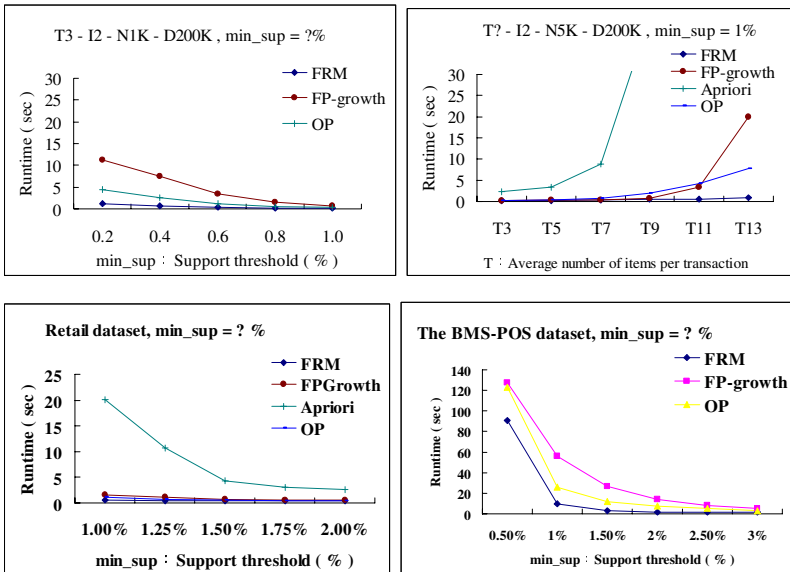 T3 - I2 - N1K - D200K , min_sup = ?%
FRM
FP-growth
OP
Runtime ( sec )
30
25
20
15
10
5
0
0.2 0.4 0.6 0.8 1.0
min_sup : Support threshold ( % )
T? - I2 - N5K - D200K , min_sup = 1%
FRM
FP-growth
Apriori
OP
Runtime ( sec )
30
25
20
15
10
5
0
T3 T5 T7 T9 T11 T13
T : Average number of items per transaction
Retail dataset, min_sup = ? %
FRM
FPGrowth
Apriori
OP
Runtime ( sec )
25
20
15
10
5
0
1.00% 1.25% 1.50% 1.75% 2.00%
min_sup : Support threshold ( % )
The BMS-POS dataset, min_sup = ? %
FRM
FP-growth
OP
Runtime ( sec )
140
120
100
80
60
40
20
0
0.50% 1% 1.50% 2% 2.50% 3%
min_sup : Support threshold ( % )